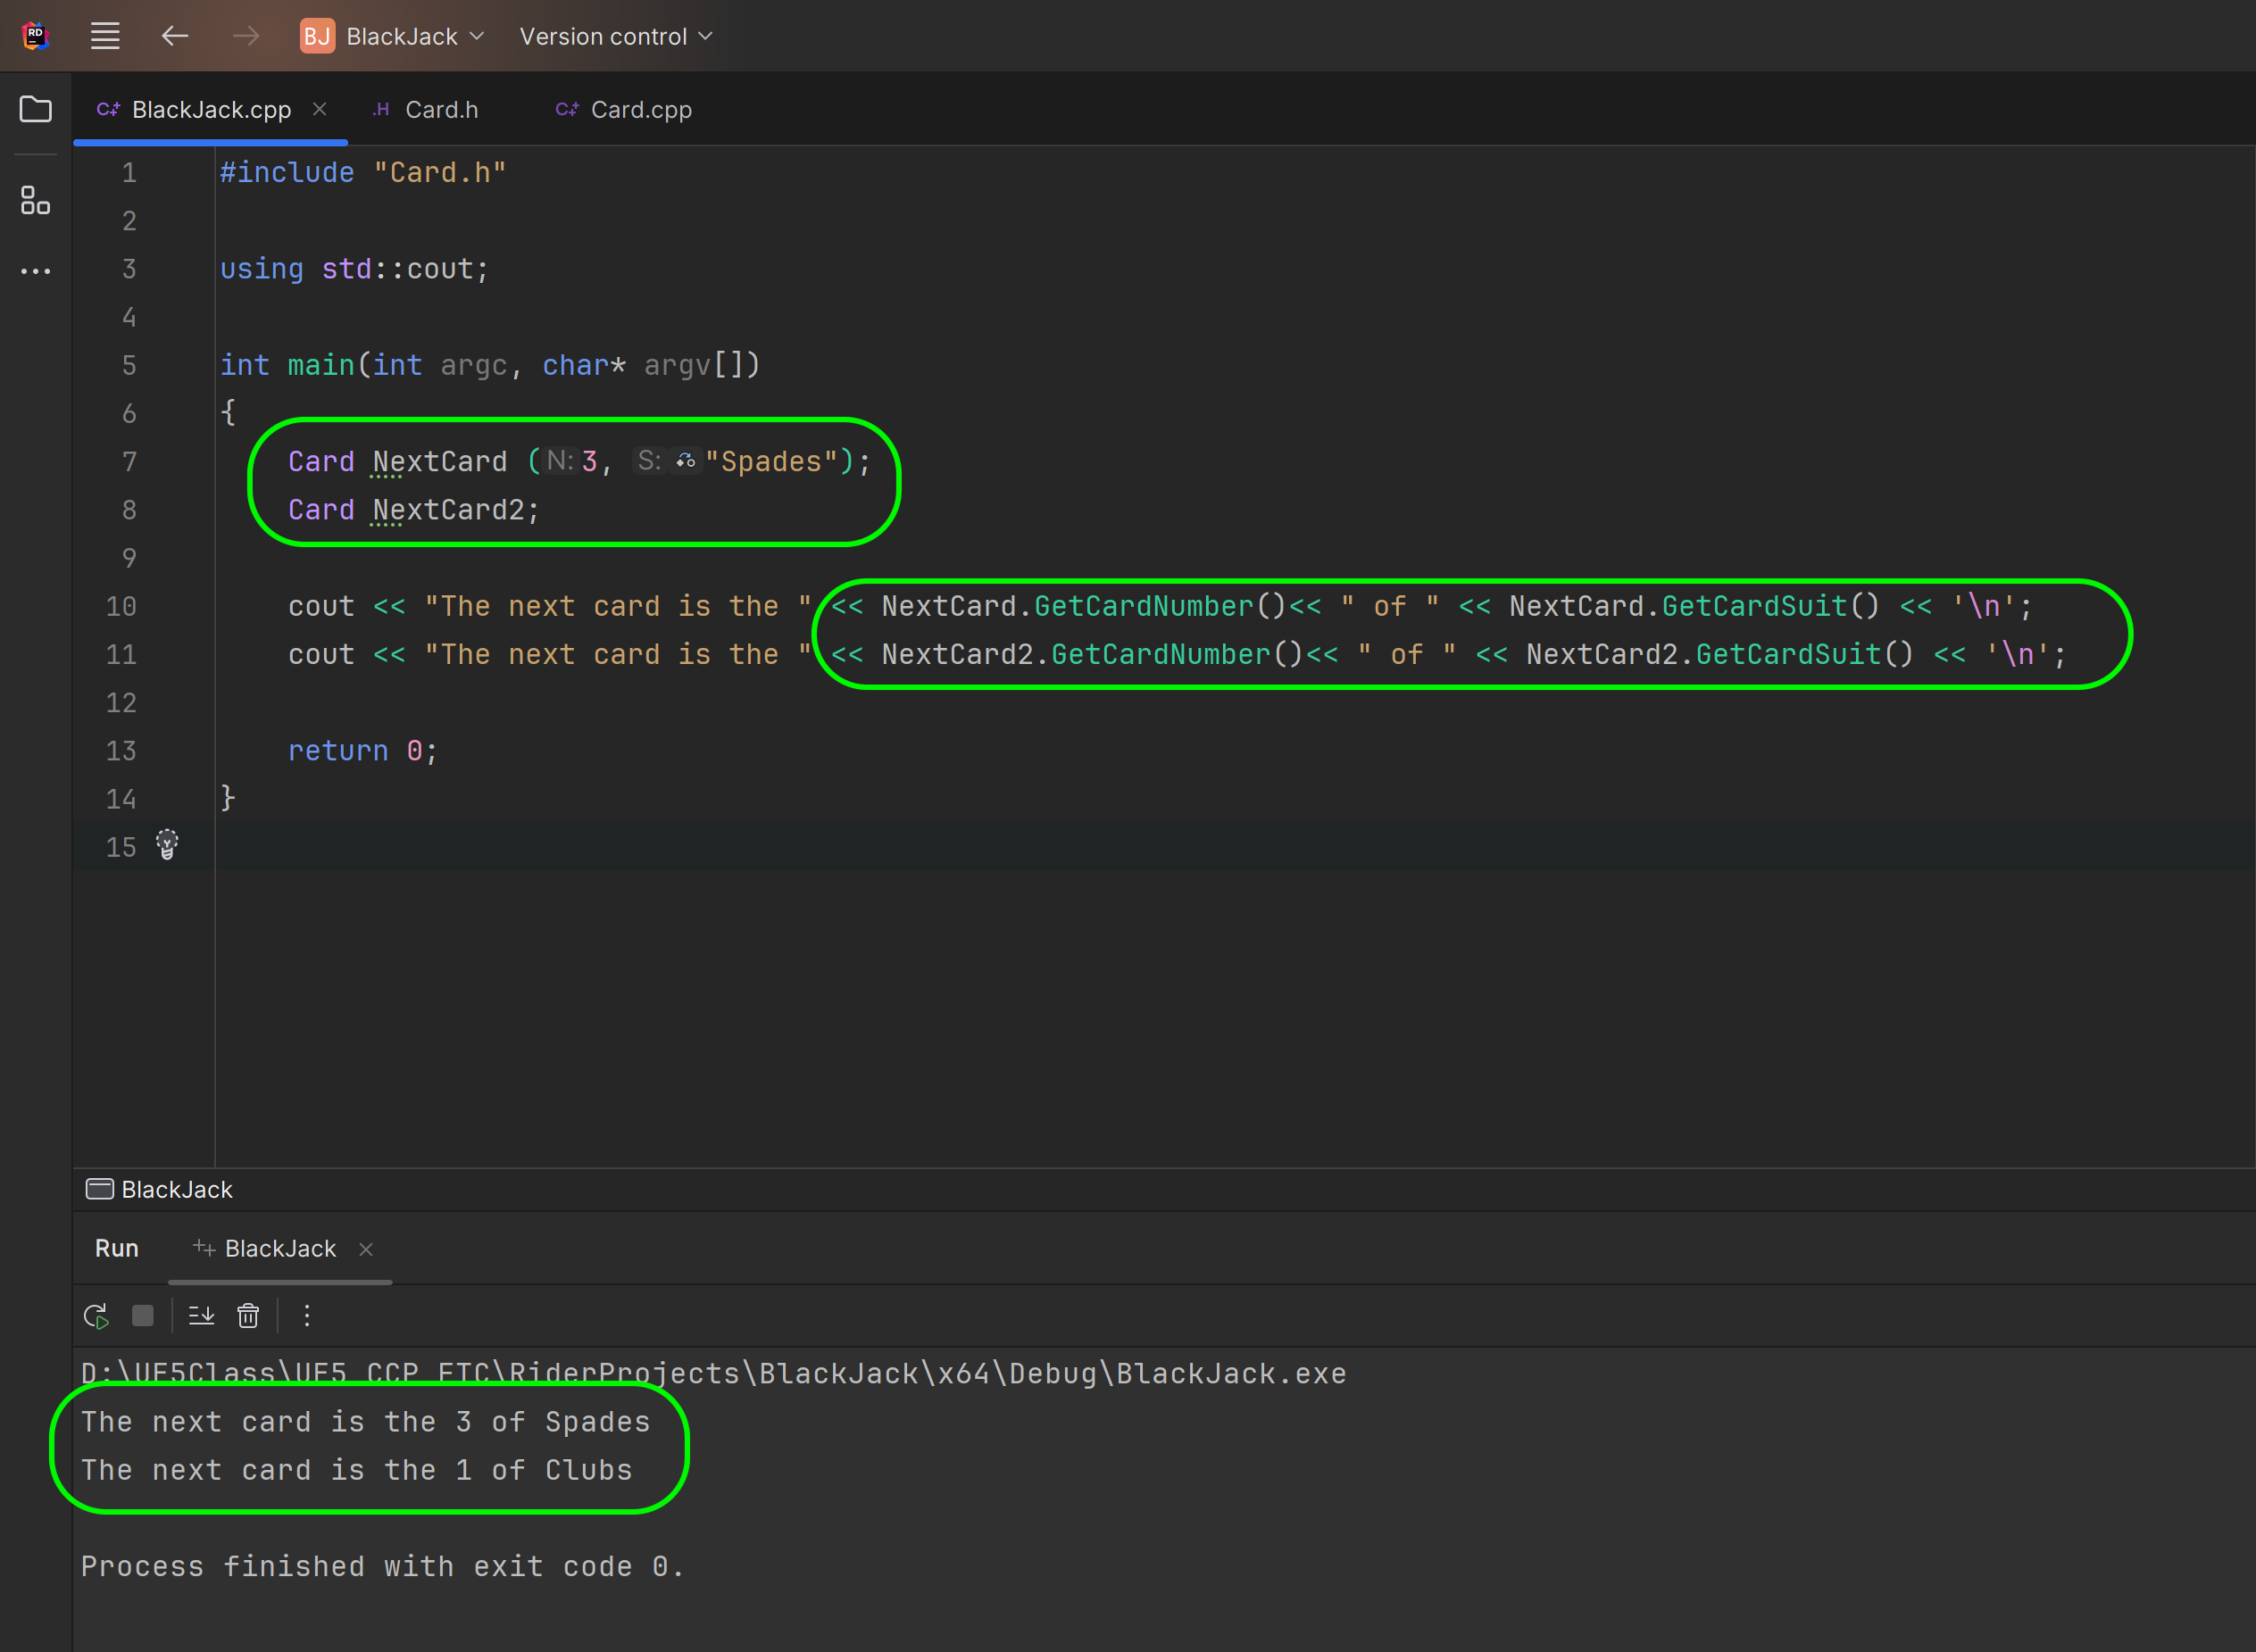 RD
BJ BlackJack Version control
C++ BlackJack.cpp .H Card.h C++ Card.cpp
1 #include "Card.h"
2
3 using std::cout;
4
5 int main(int argc, char* argv[])
6 {
7 Card NextCard (N: 3, S: "Spades");
8 Card NextCard2;
9
10 cout << "The next card is the " << NextCard.GetCardNumber()<< " of " << NextCard.GetCardSuit() << '\n';
11 cout << "The next card is the " << NextCard2.GetCardNumber()<< " of " << NextCard2.GetCardSuit() << '\n';
12
13 return 0;
14 }
15
BlackJack
Run BlackJack
D:\UE5Class\UE5_CCP_ETC\RiderProjects\BlackJack\x64\Debug\BlackJack.exe
The next card is the 3 of Spades
The next card is the 1 of Clubs
Process finished with exit code 0.